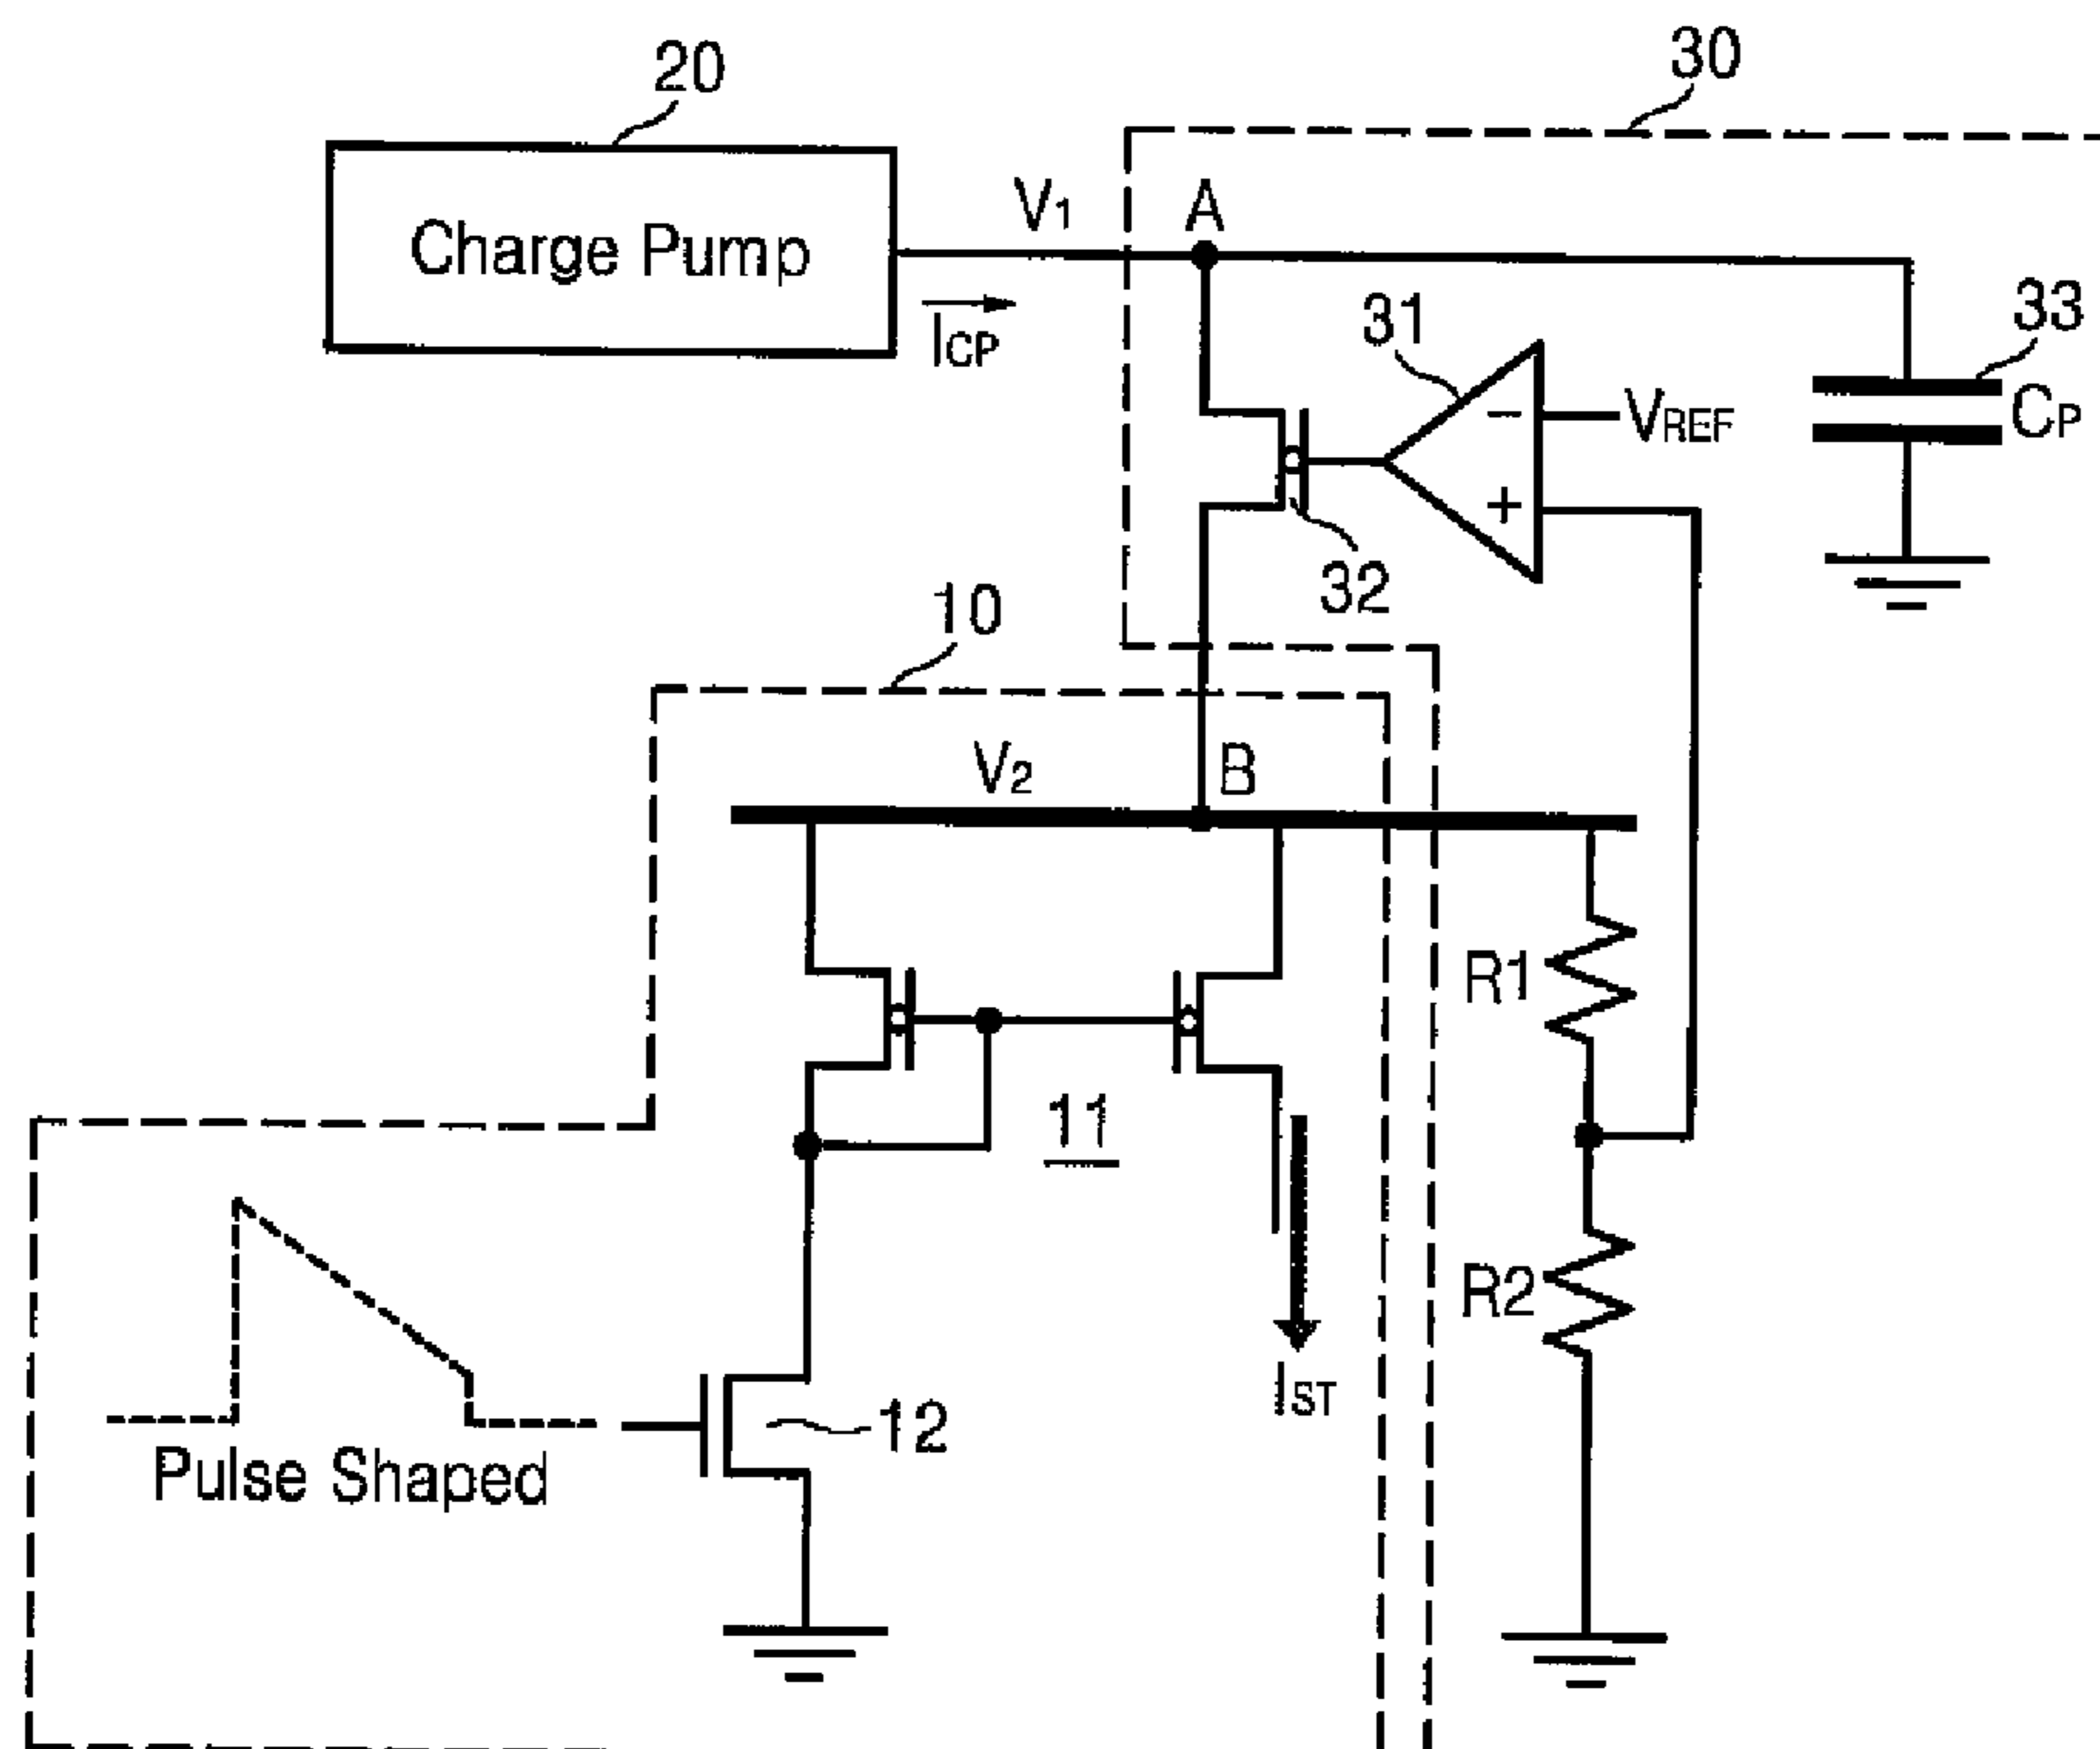 20
30
V1
A
Charge Pump
ICP
31
33
−
VREF
CP
+
32
10
V2
B
R1
11
R2
IST
12
Pulse Shaped